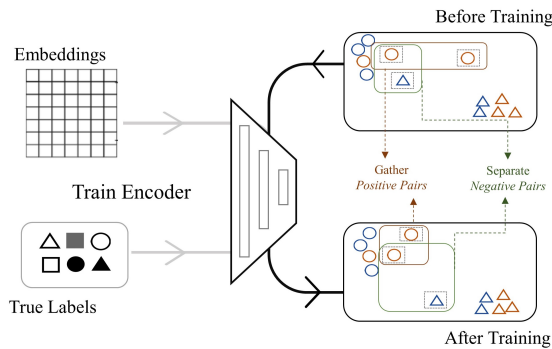 Before Training
Embeddings
Train Encoder
Gather
Positive Pairs
Separate
Negative Pairs
True Labels
After Training